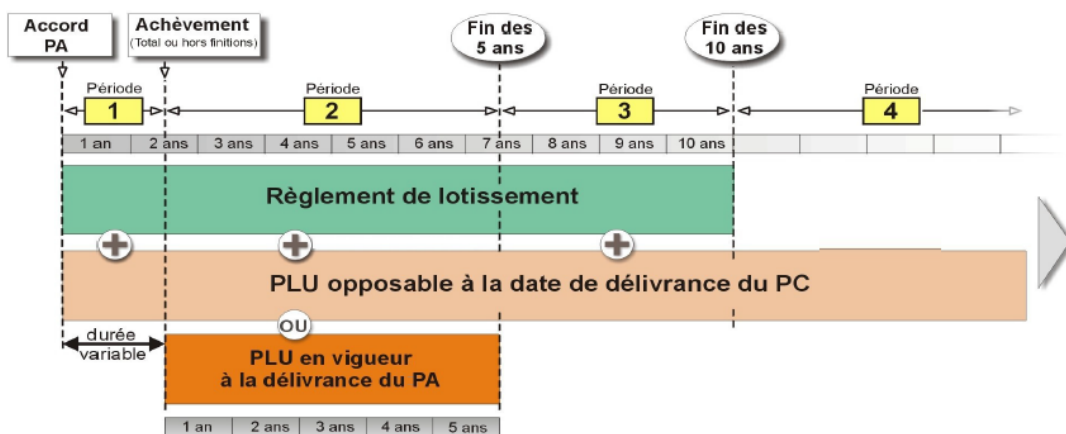 Accord
PA
Achèvement
(Total ou hors finitions)
Fin des
5 ans
Fin des
10 ans
Période
1
Période
2
Période
3
4
1 an 2 ans 3 ans 4 ans 5 ans 6 ans 7 ans 8 ans 9 ans 10 ans
Règlement de lotissement
+ + +
PLU opposable à la date de délivrance du PC
OU
durée
variable
PLU en vigueur
à la délivrance du PA
1 an 2 ans 3 ans 4 ans 5 ans